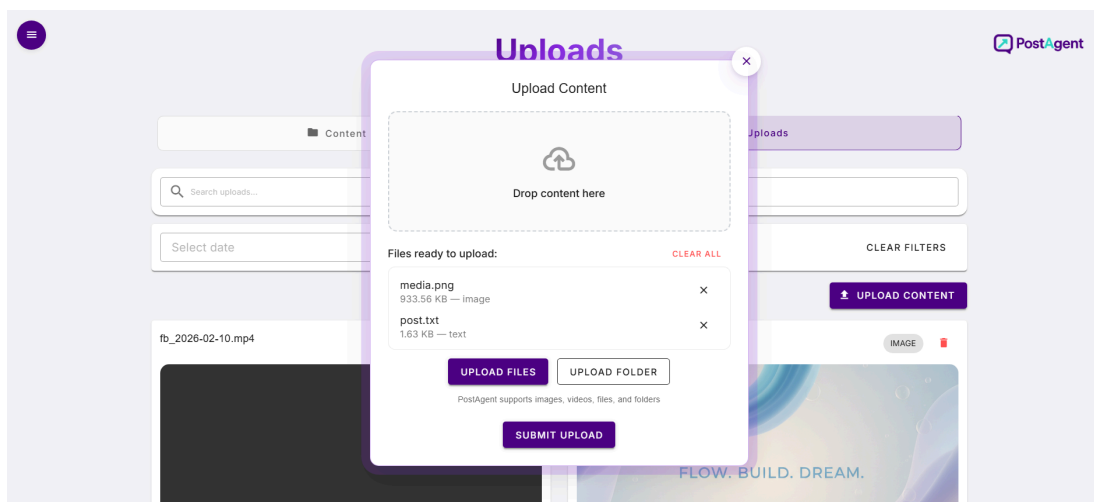 Uploads
PostAgent
Upload Content
Content
Uploads
Drop content here
Search uploads...
Select date
CLEAR FILTERS
Files ready to upload:
CLEAR ALL
media.png
933.56 KB — image
post.txt
1.63 KB — text
UPLOAD CONTENT
fb_2026-02-10.mp4
IMAGE
UPLOAD FILES
UPLOAD FOLDER
PostAgent supports images, videos, files, and folders
SUBMIT UPLOAD
FLOW. BUILD. DREAM.